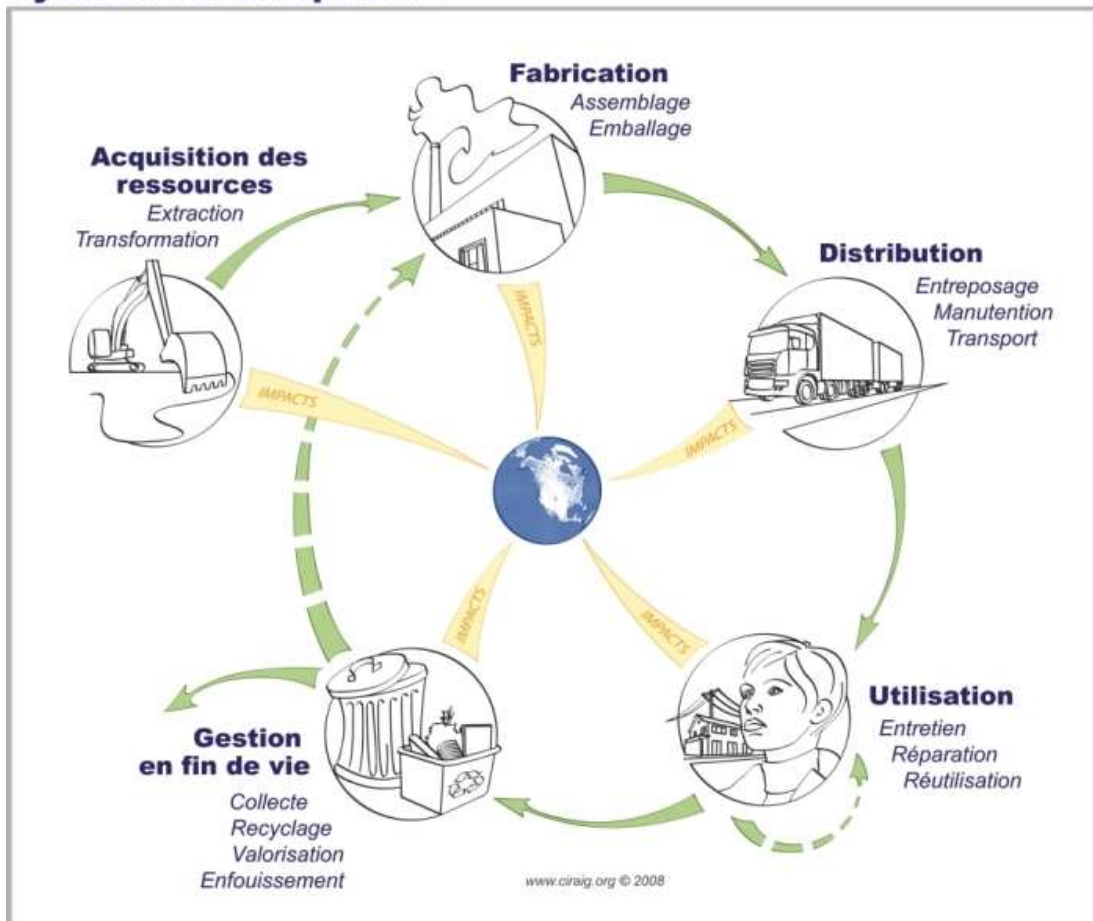 Fabrication
Assemblage
Emballage
Acquisition des
ressources
Extraction
Transformation
Distribution
Entreposage
Manutention
Transport
IMPACTS
IMPACTS
IMPACTS
IMPACTS
IMPACTS
Utilisation
Entretien
Réparation
Réutilisation
Gestion
en fin de vie
Collecte
Recyclage
Valorisation
Enfouissement
www.ciraig.org © 2008